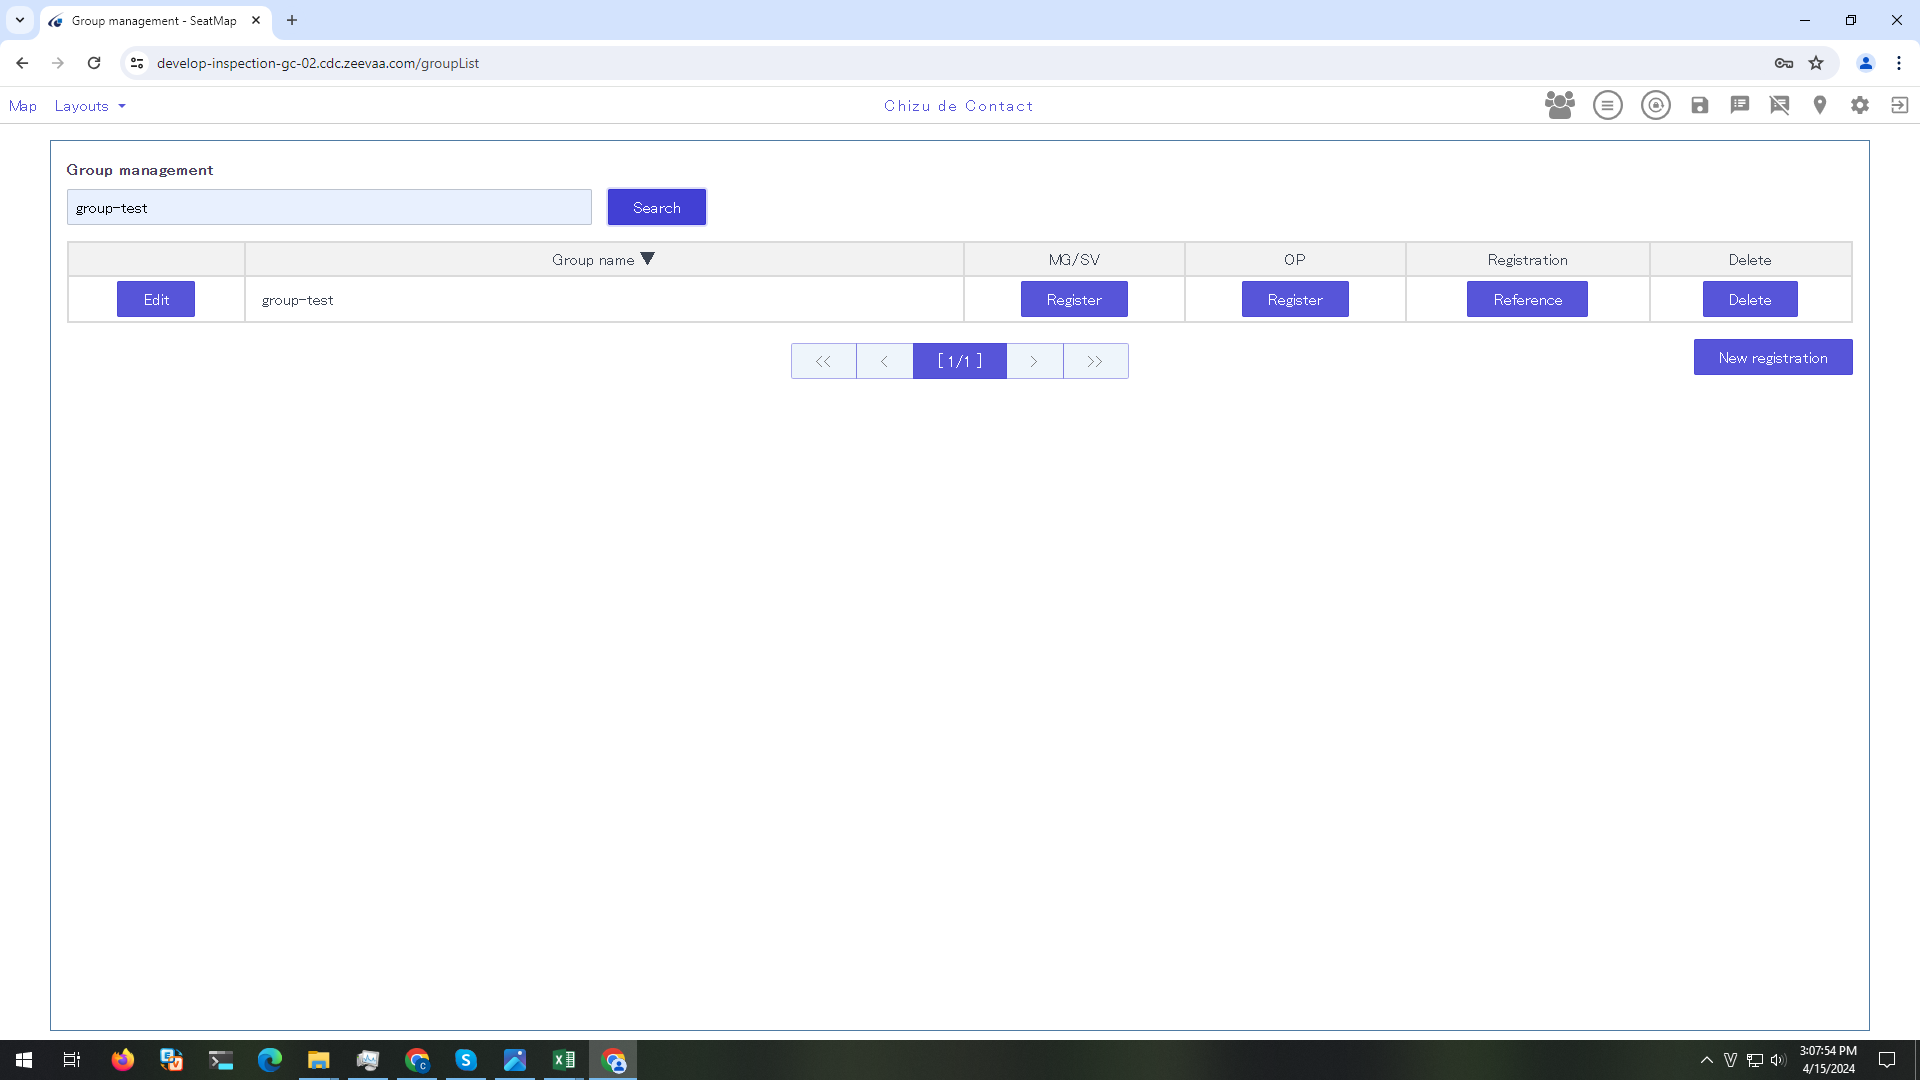 Group management - SeatMap
develop-inspection-gc-02.cdc.zeevaa.com/groupList
Map Layouts Chizu de Contact
Group management
group-test Search
Group name ▼ MG/SV OP Registration Delete
Edit group-test Register Register Reference Delete
<< < [ 1/1 ] > >> New registration
3:07:54 PM
4/15/2024